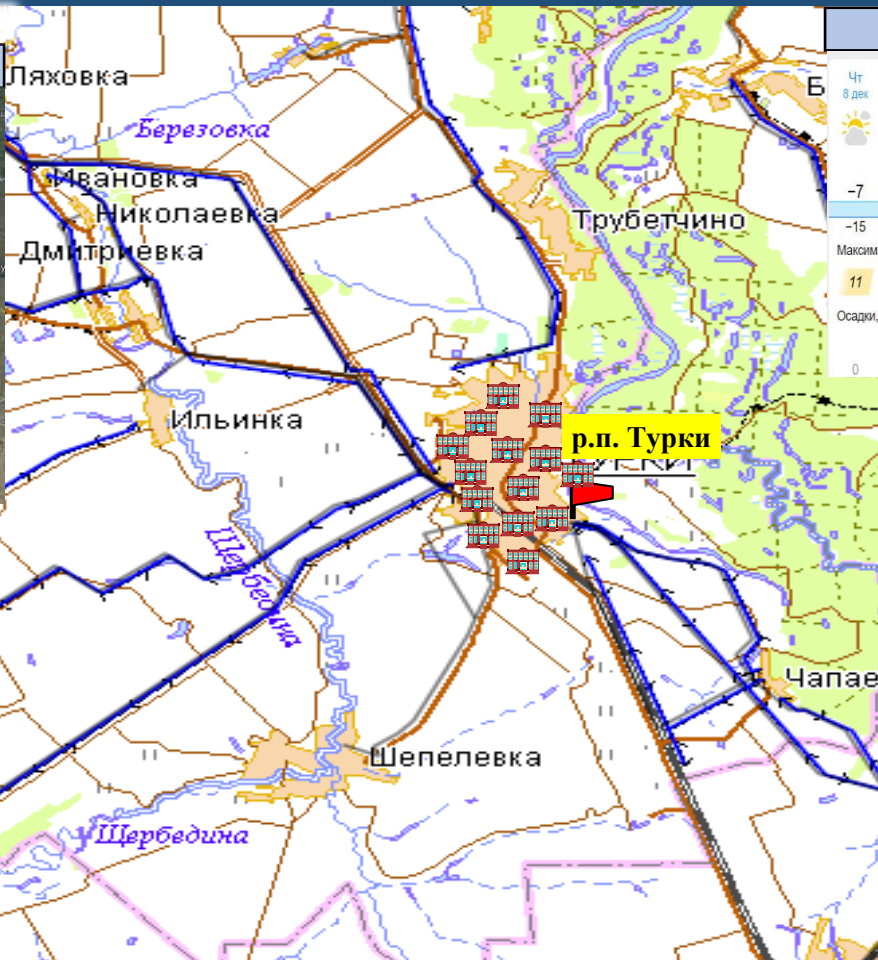 Ляховка
Березовка
Ивановка
Николаевка
Дмитриевка
Трубетчино
Б
Чт
8 дек
−7
−15
Максим
11
Осадки,
0
Ильинка
р.п. Турки
ТУРКИ
Щербедина
Чапае
Шепелевка
Щербедина